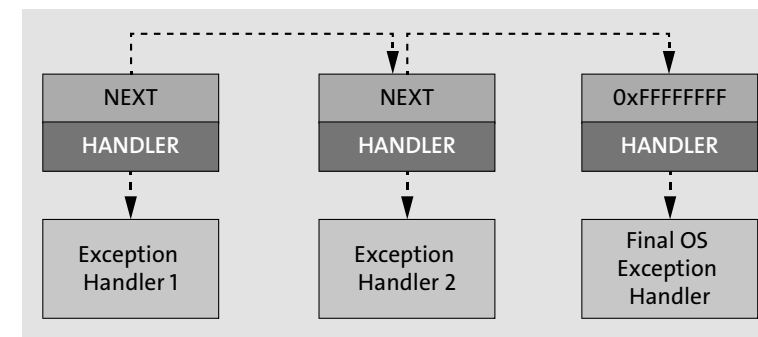 NEXT
HANDLER
Exception
Handler 1
NEXT
HANDLER
Exception
Handler 2
0xFFFFFFFF
HANDLER
Final OS
Exception
Handler